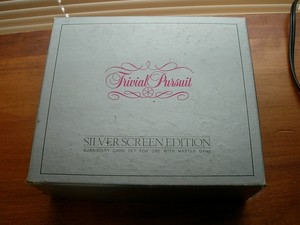 Trivial Pursuit
SILVER SCREEN EDITION
SUBSIDIARY CARD SET FOR USE WITH MASTER GAME